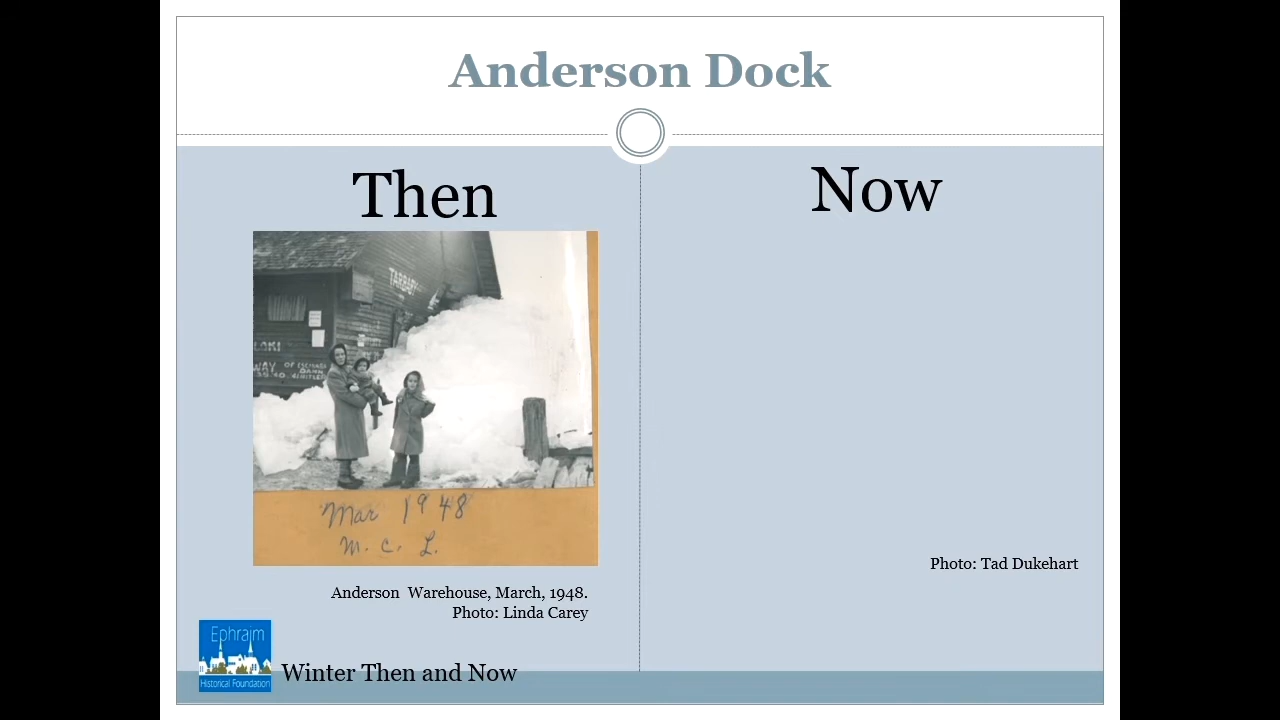 Anderson Dock
Then
Now
TARBABY
Mar 1948
M. C. L.
Anderson Warehouse, March, 1948.
Photo: Linda Carey
Photo: Tad Dukehart
Ephraim
Historical Foundation
Winter Then and Now